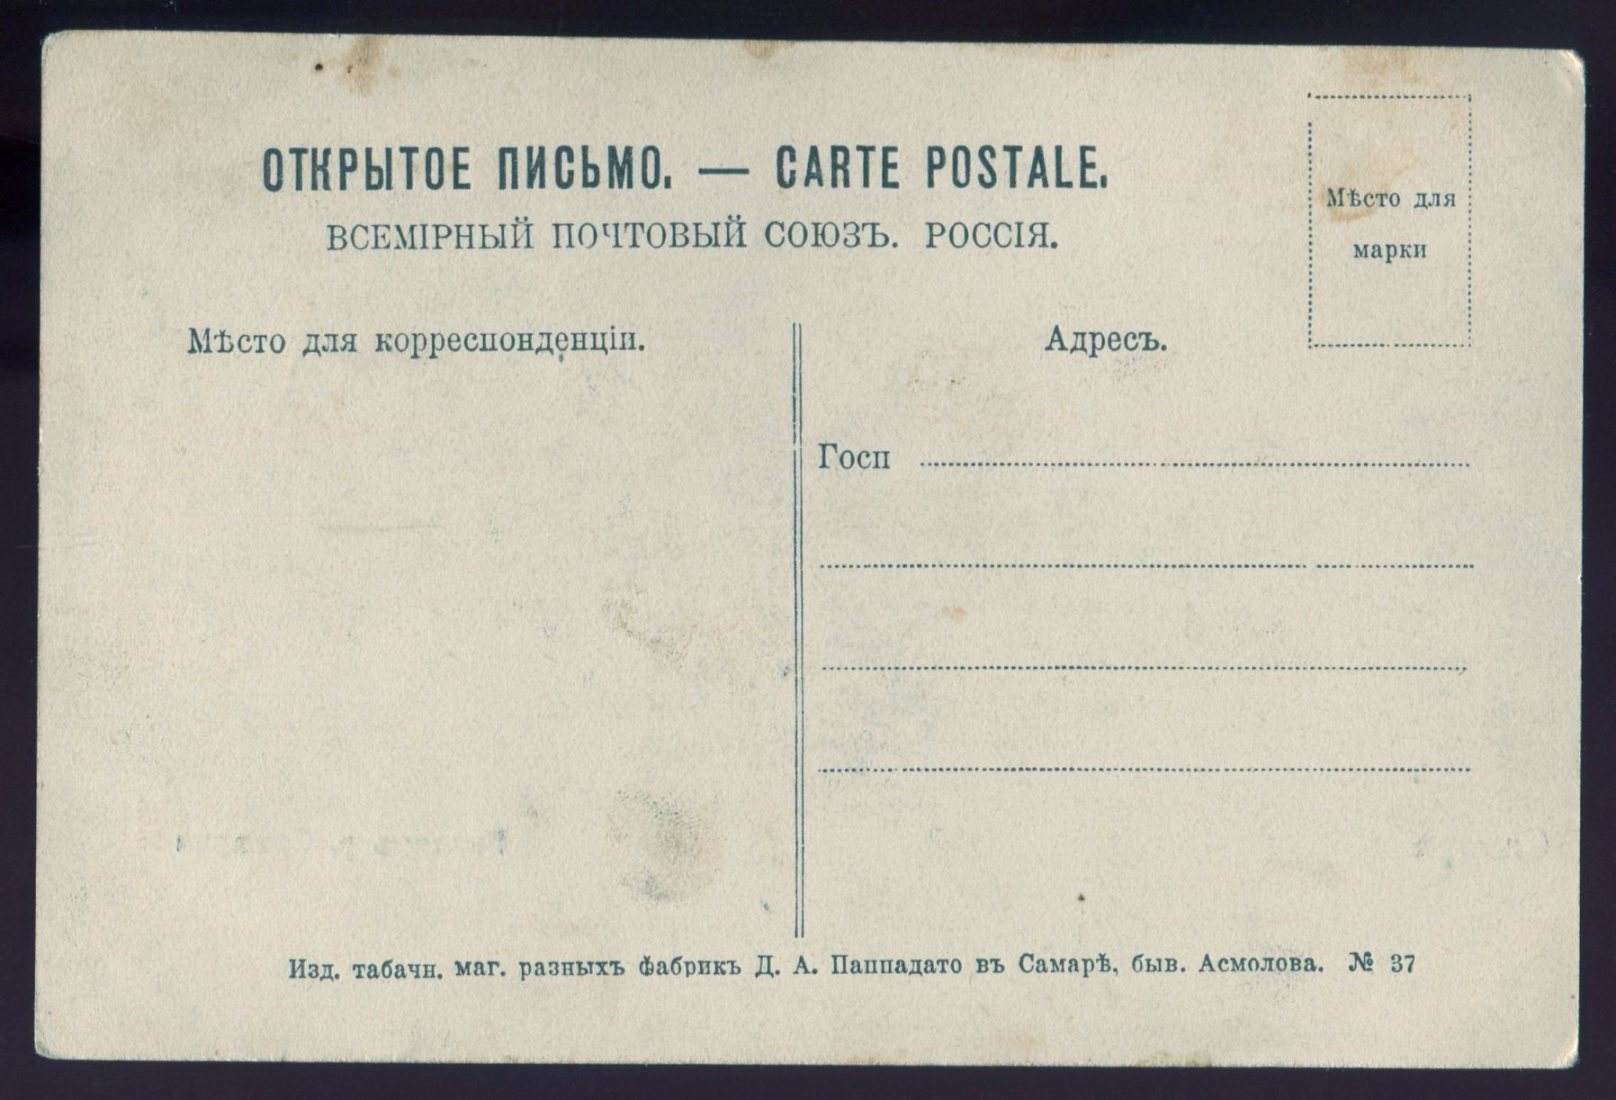 ОТКРЫТОЕ ПИСЬМО. — CARTE POSTALE.
ВСЕМІРНЫЙ ПОЧТОВЫЙ СОЮЗЪ. РОССІЯ.
Мѣсто для
марки
Мѣсто для корреспонденціи.
Адресъ.
Госп
Изд. табачн. маг. разныхъ фабрикъ Д. А. Паппадато въ Самарѣ, быв. Асмолова. № 37